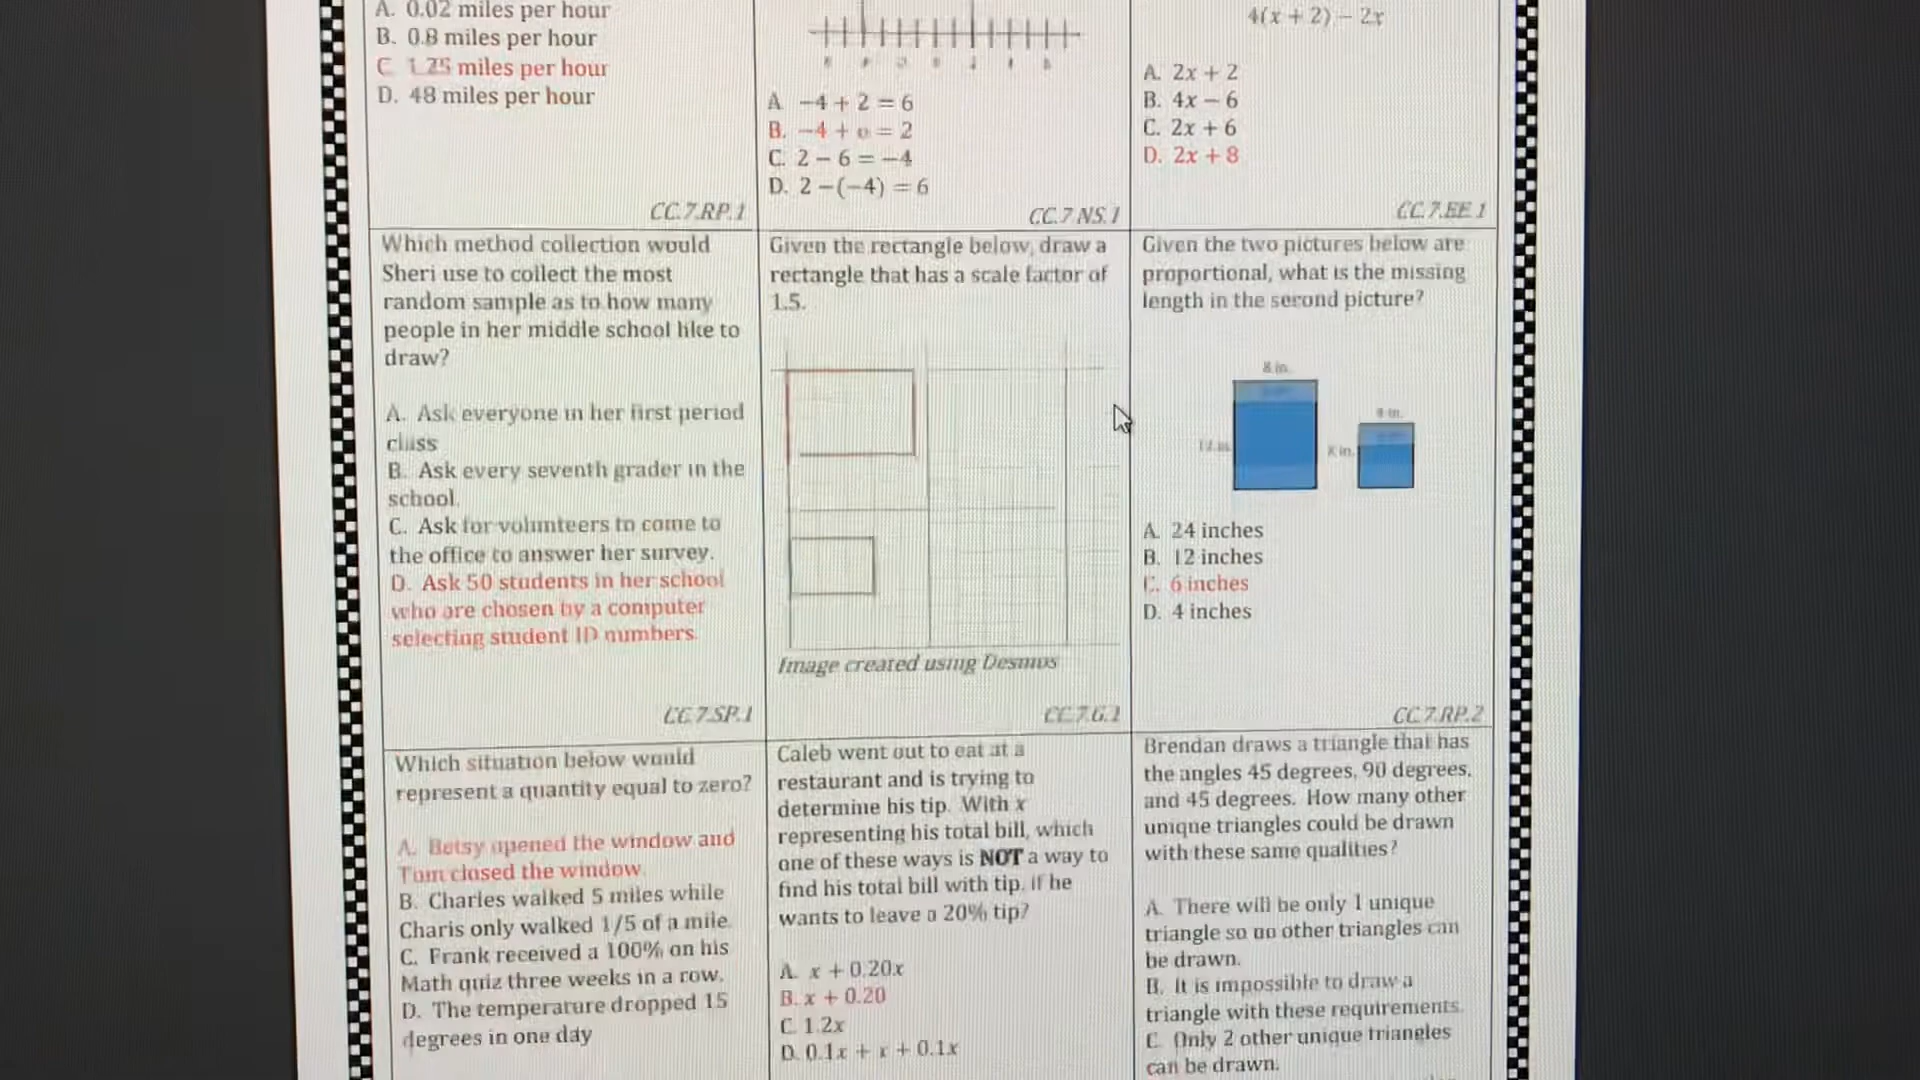 A. 0.02 miles per hour
B. 0.8 miles per hour
C. 1.25 miles per hour
D. 48 miles per hour
CC.7.RP.1
A. −4 + 2 = 6
B. −4 + = 2
C. 2 − 6 = −4
D. 2 −(−4) = 6
CC.7.NS.1
4(x + 2) − 2x
A. 2x + 2
B. 4x − 6
C. 2x + 6
D. 2x + 8
CC.7.EE.1
Which method collection would
Sheri use to collect the most
random sample as to how many
people in her middle school like to
draw?
A. Ask everyone in her first period
class
B. Ask every seventh grader in the
school.
C. Ask for volunteers to come to
the office to answer her survey.
D. Ask 50 students in her school
who are chosen by a computer
selecting student ID numbers.
CC.7.SP.1
Given the rectangle below, draw a
rectangle that has a scale factor of
1.5.
Image created using Desmos
CC.7.G.1
Given the two pictures below are
proportional, what is the missing
length in the second picture?
8 in.
12 in.
in.
in.
A. 24 inches
B. 12 inches
C. 6 inches
D. 4 inches
CC.7.RP.2
Which situation below would
represent a quantity equal to zero?
A. Betsy opened the window and
Tom closed the window.
B. Charles walked 5 miles while
Charis only walked 1/5 of a mile.
C. Frank received a 100% on his
Math quiz three weeks in a row.
D. The temperature dropped 15
degrees in one day
Caleb went out to eat at a
restaurant and is trying to
determine his tip. With x
representing his total bill, which
one of these ways is NOT a way to
find his total bill with tip, if he
wants to leave a 20% tip?
A. x + 0.20x
B. x + 0.20
C. 1.2x
D. 0.1x + x + 0.1x
Brendan draws a triangle that has
the angles 45 degrees, 90 degrees,
and 45 degrees. How many other
unique triangles could be drawn
with these same qualities?
A. There will be only 1 unique
triangle so no other triangles can
be drawn.
B. It is impossible to draw a
triangle with these requirements.
C. Only 2 other unique triangles
can be drawn.